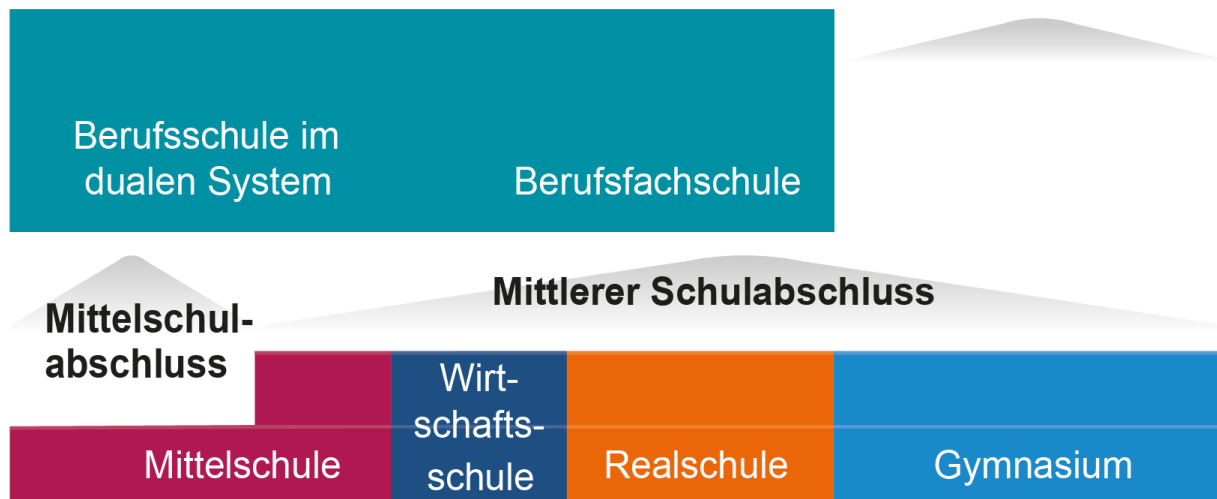 Berufsschule im
dualen System
Berufsfachschule
Mittelschul-
abschluss
Mittlerer Schulabschluss
Mittelschule
Wirt-
schafts-
schule
Realschule
Gymnasium